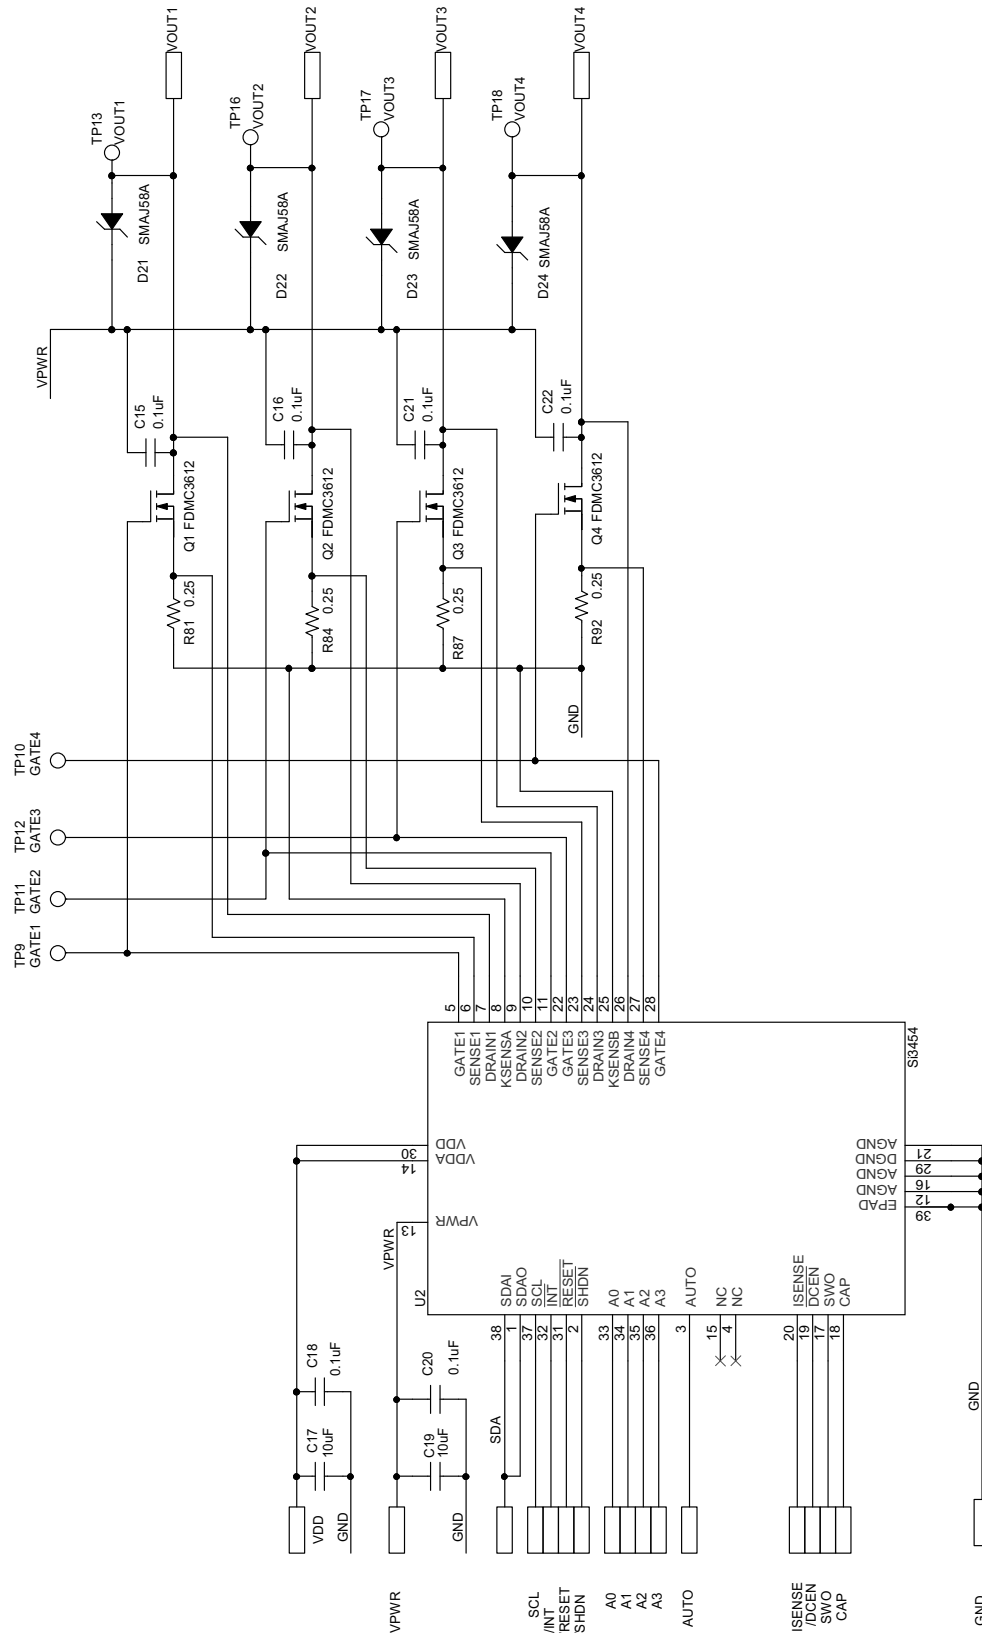 VOUT1
VOUT2
VOUT3
VOUT4
TP13
VOUT1
TP16
VOUT2
TP17
VOUT3
TP18
VOUT4
D21
SMAJ58A
D22
SMAJ58A
D23
SMAJ58A
D24
SMAJ58A
VPWR
C15
0.1uF
C16
0.1uF
C21
0.1uF
C22
0.1uF
Q1 FDMC3612
Q2 FDMC3612
Q3 FDMC3612
Q4 FDMC3612
R81
0.25
R84
0.25
R87
0.25
R92
0.25
GND
TP10
GATE4
TP12
GATE3
TP11
GATE2
TP9
GATE1
5
6
7
8
9
10
11
22
23
24
25
26
27
28
GATE1
SENSE1
DRAIN1
KSENSA
DRAIN2
SENSE2
GATE2
GATE3
SENSE3
DRAIN3
KSENSB
DRAIN4
SENSE4
GATE4
Si3454
VDD
30
VDDA
14
VPWR
13
VPWR
AGND
21
DGND
29
AGND
16
AGND
12
EPAD
39
U2
SDAI
SDAO
SCL
INT
RESET
SHDN
A0
A1
A2
A3
AUTO
NC
NC
ISENSE
DCEN
SWO
CAP
38
1
37
32
31
2
33
34
35
36
3
15
4
20
19
17
18
C18
0.1uF
C17
10uF
C20
0.1uF
C19
10uF
SDA
GND
VDD
GND
GND
VPWR
SCL
/INT
/RESET
/SHDN
A0
A1
A2
A3
AUTO
ISENSE
/DCEN
SWO
CAP
GND